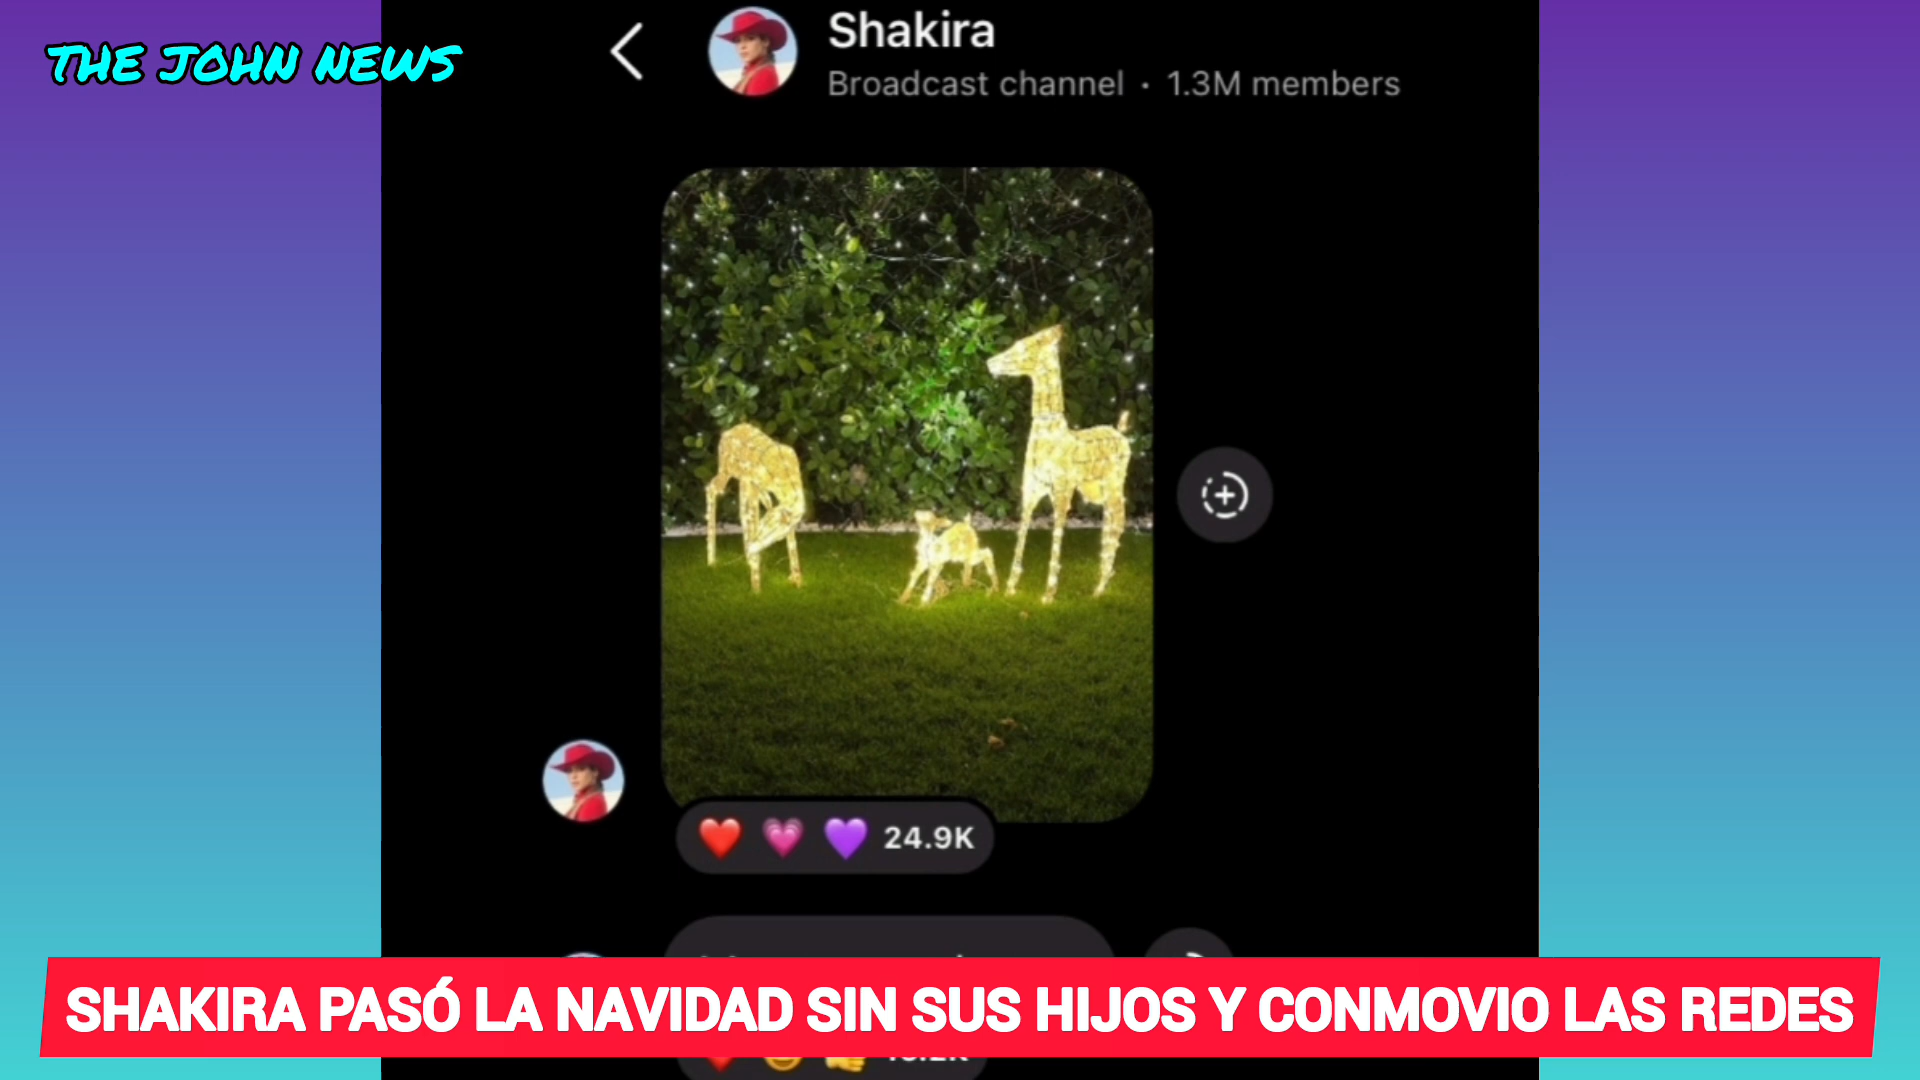 THE JOHN NEWS
Shakira
Broadcast channel · 1.3M members
24.9K
SHAKIRA PASÓ LA NAVIDAD SIN SUS HIJOS Y CONMOVIO LAS REDES